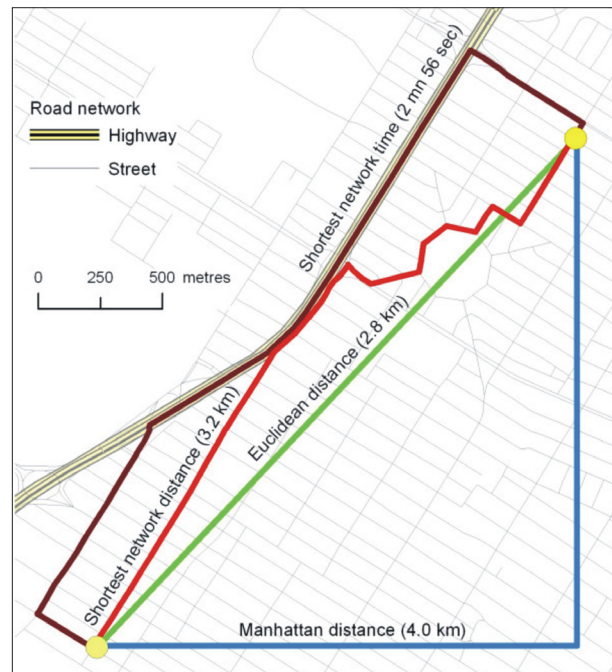 Shortest network time (2 mn 56 sec)
Road network
Highway
Street
0 250 500 metres
Euclidean distance (2.8 km)
Shortest network distance (3.2 km)
Manhattan distance (4.0 km)